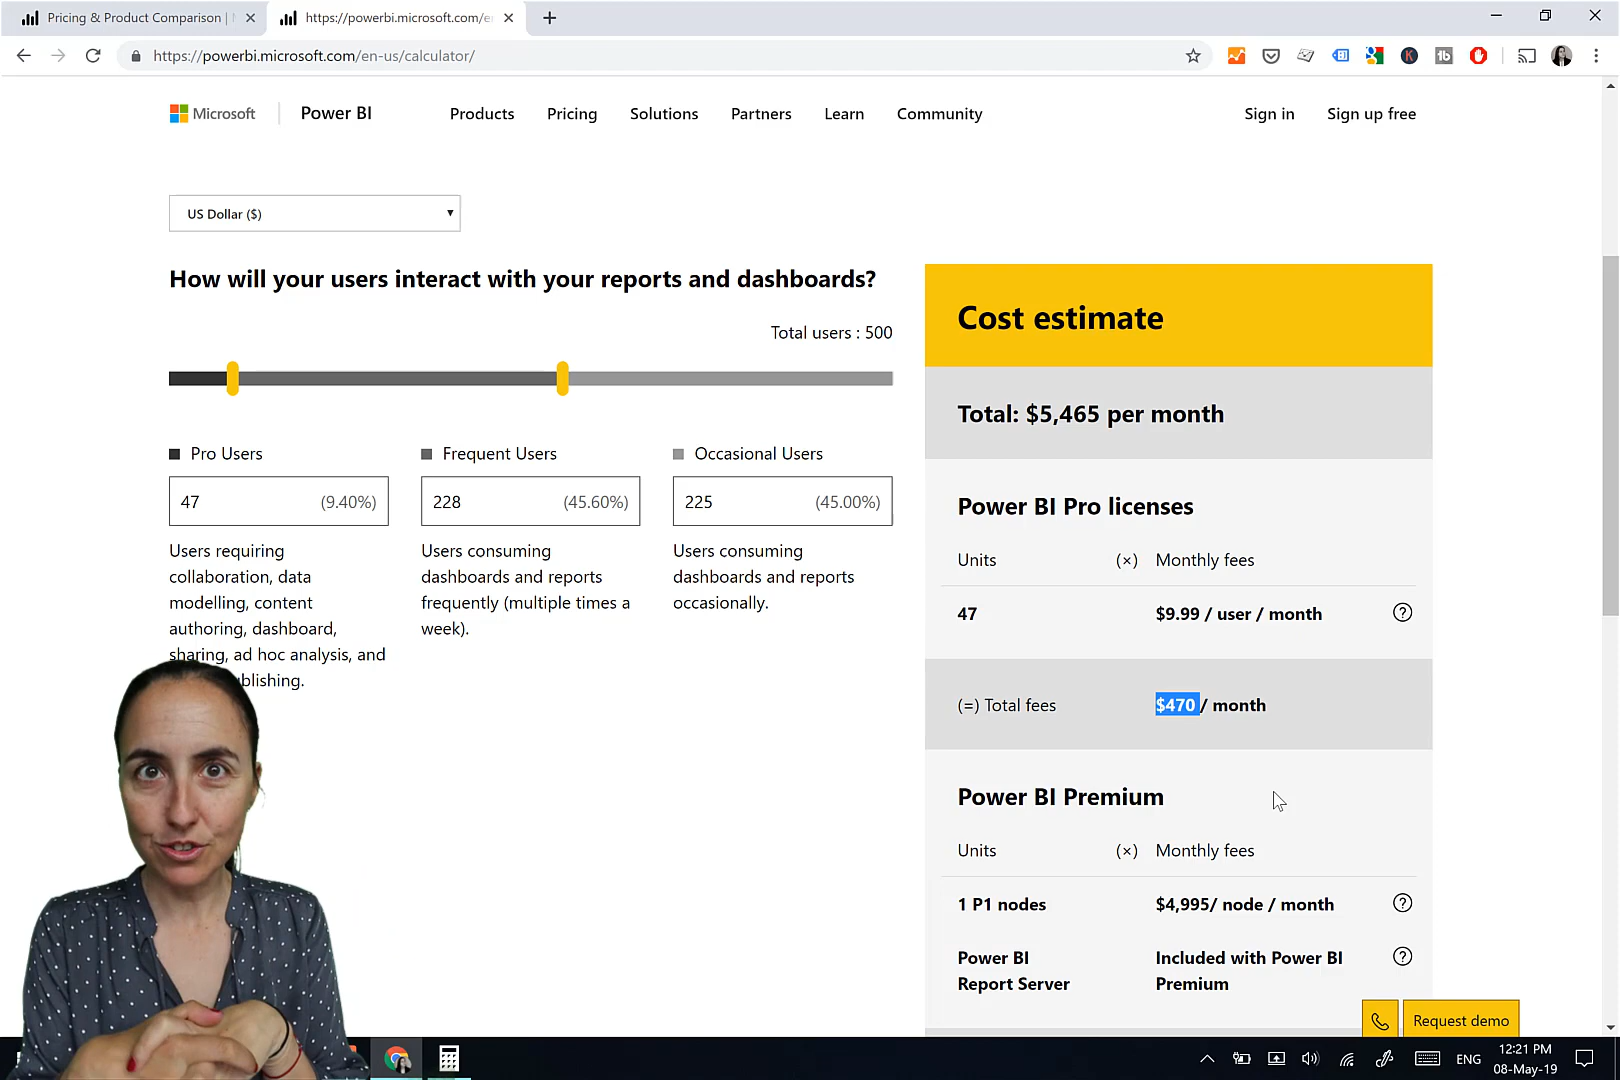 Pricing & Product Comparison |
https://powerbi.microsoft.com/e
https://powerbi.microsoft.com/en-us/calculator/
Microsoft
Power BI
Products
Pricing
Solutions
Partners
Learn
Community
Sign in
Sign up free
US Dollar ($)
How will your users interact with your reports and dashboards?
Total users : 500
Pro Users
47 (9.40%)
Users requiring
collaboration, data
modelling, content
authoring, dashboard,
sharing, ad hoc analysis, and
blishing.
Frequent Users
228 (45.60%)
Users consuming
dashboards and reports
frequently (multiple times a
week).
Occasional Users
225 (45.00%)
Users consuming
dashboards and reports
occasionally.
Cost estimate
Total: $5,465 per month
Power BI Pro licenses
Units (×) Monthly fees
47 $9.99 / user / month
(=) Total fees $470 / month
Power BI Premium
Units (×) Monthly fees
1 P1 nodes $4,995/ node / month
Power BI Included with Power BI
Report Server Premium
Request demo
ENG
12:21 PM
08-May-19